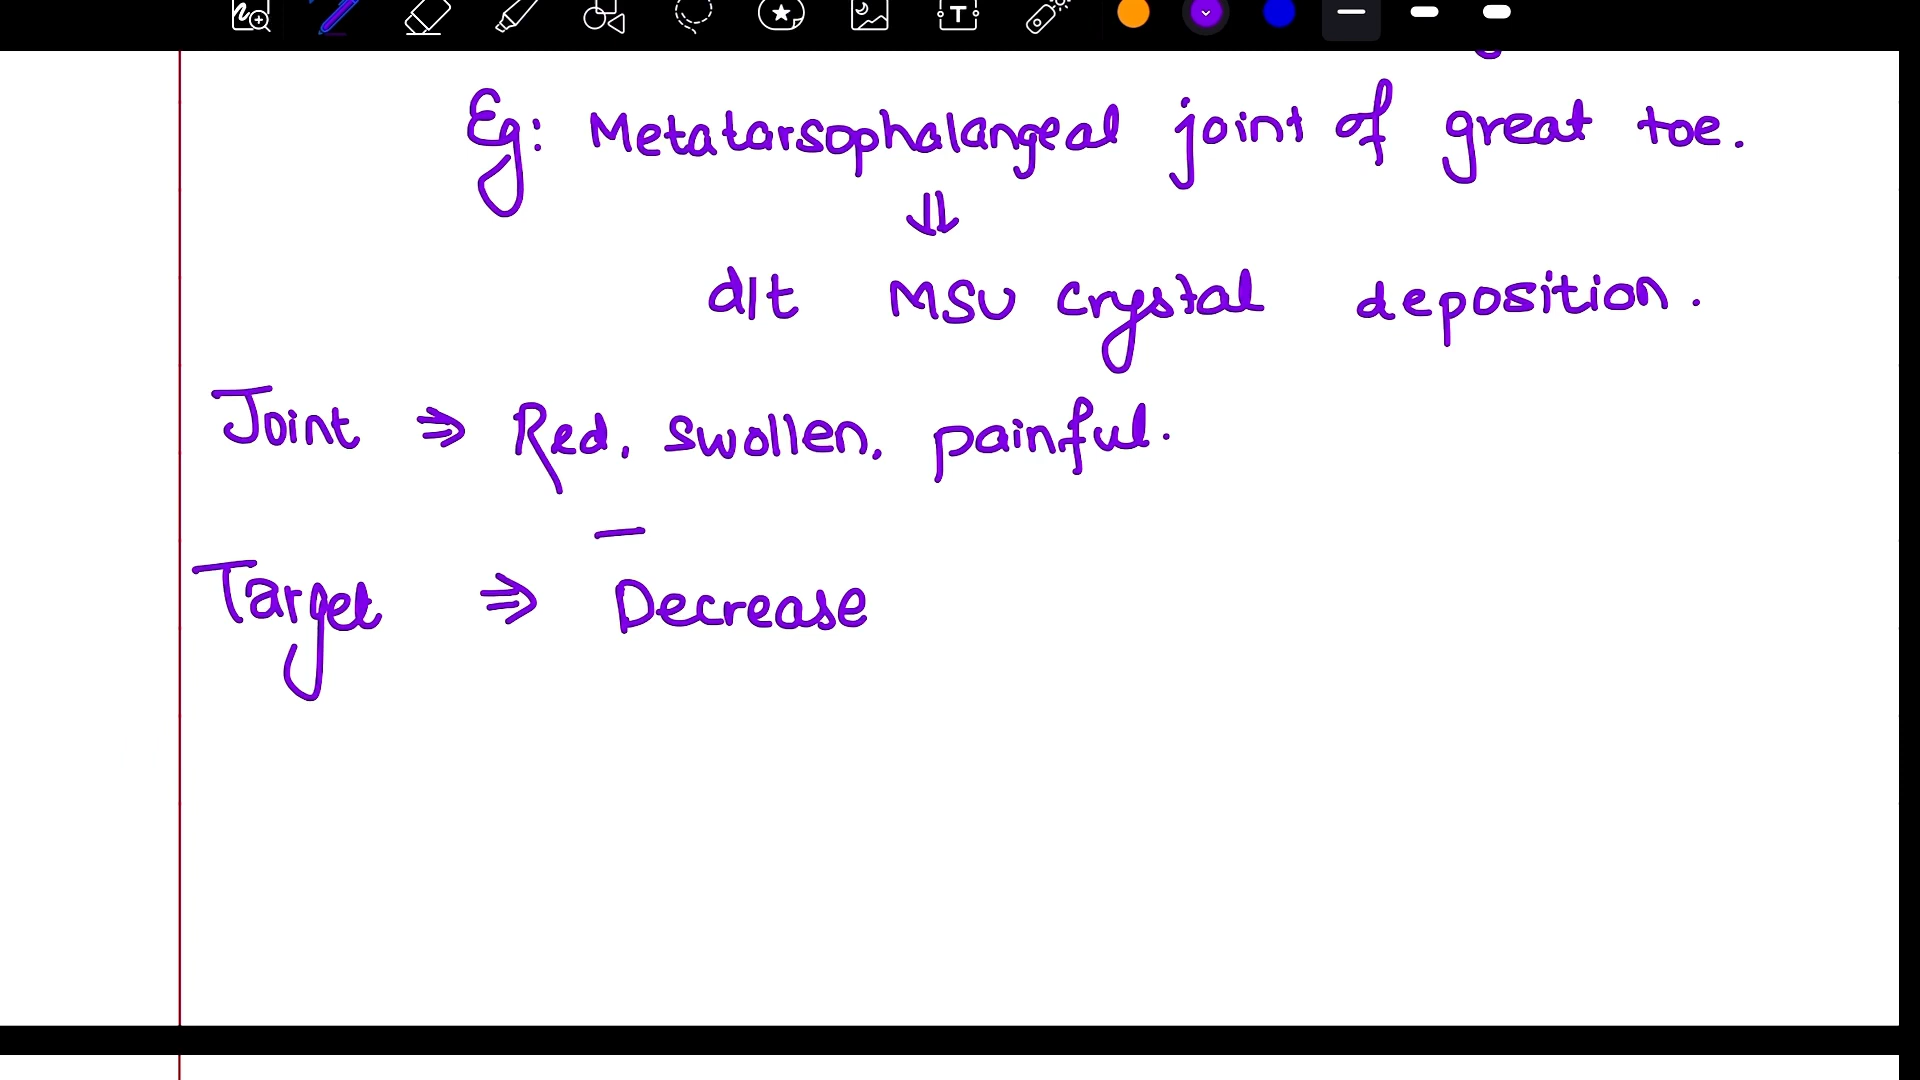 Eg: Metatarsophalangeal joint of great toe.
⇓
d/t MSU crystal deposition.
Joint ⇒ Red, swollen, painful.
Target ⇒ Decrease